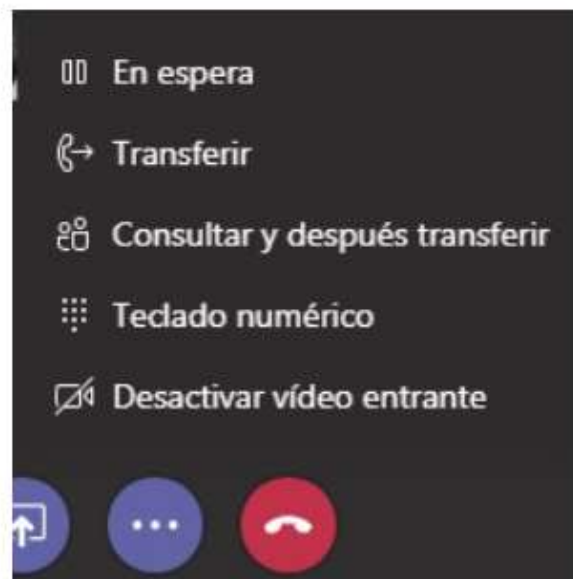 En espera
Transferir
Consultar y después transferir
Teclado numérico
Desactivar vídeo entrante